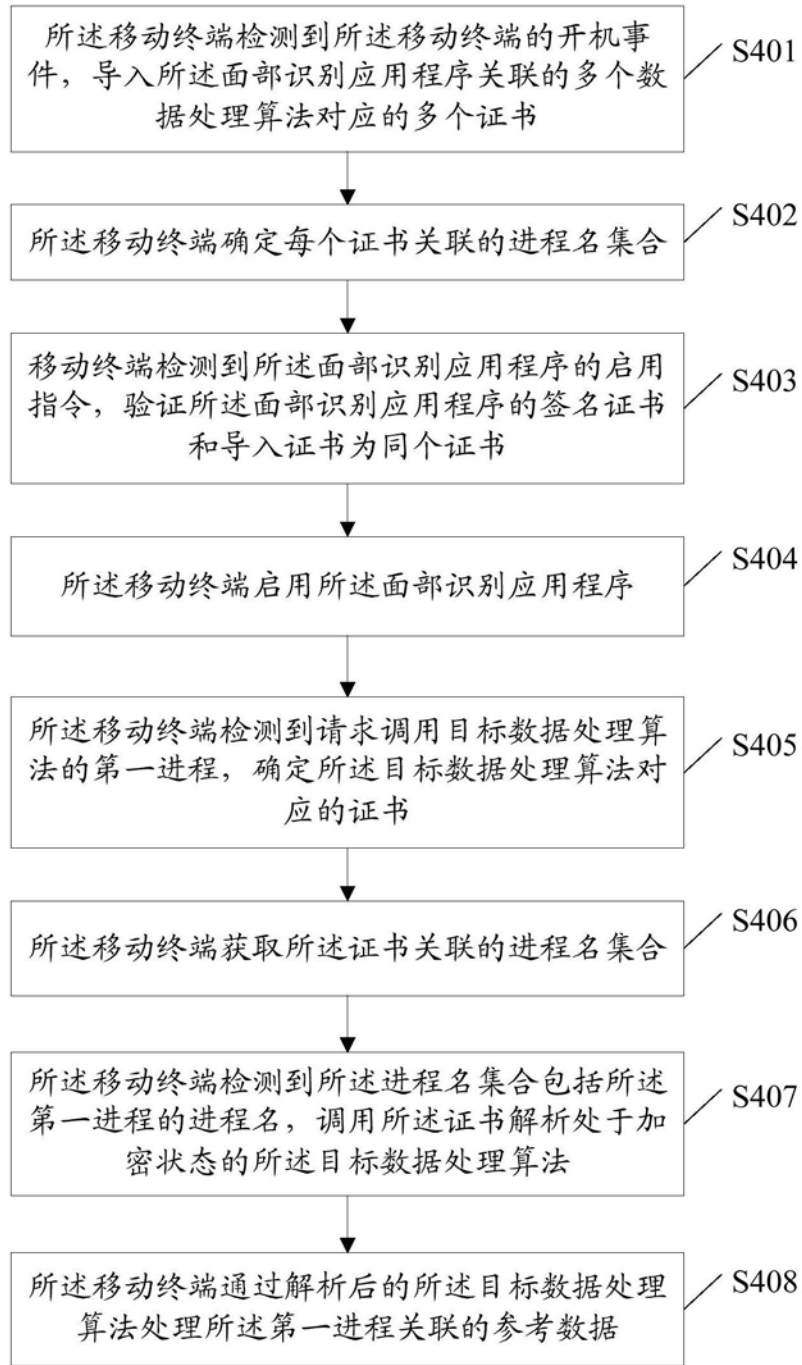 所述移动终端检测到所述移动终端的开机事
件，导入所述面部识别应用程序关联的多个数
据处理算法对应的多个证书
S401
所述移动终端确定每个证书关联的进程名集合
S402
移动终端检测到所述面部识别应用程序的启用
指令，验证所述面部识别应用程序的签名证书
和导入证书为同个证书
S403
所述移动终端启用所述面部识别应用程序
S404
所述移动终端检测到请求调用目标数据处理算
法的第一进程，确定所述目标数据处理算法对
应的证书
S405
所述移动终端获取所述证书关联的进程名集合
S406
所述移动终端检测到所述进程名集合包括所述
第一进程的进程名，调用所述证书解析处于加
密状态的所述目标数据处理算法
S407
所述移动终端通过解析后的所述目标数据处理
算法处理所述第一进程关联的参考数据
S408